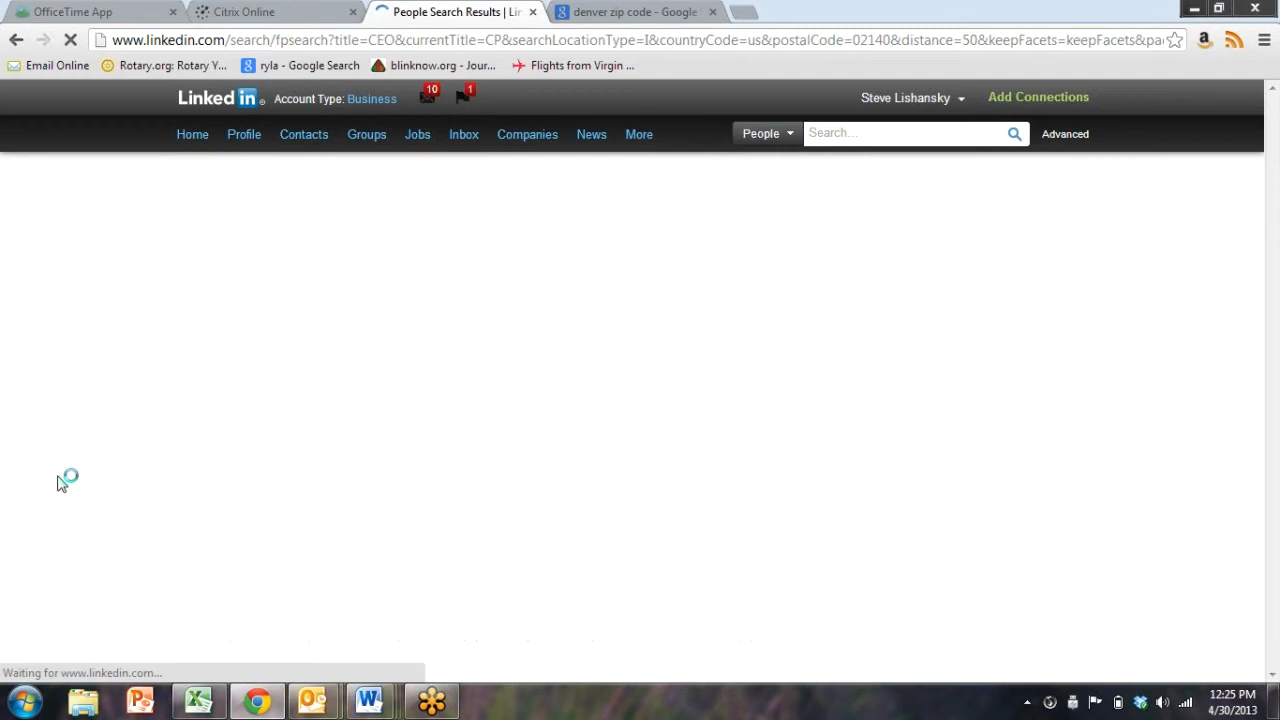 OfficeTime App
Citrix Online
People Search Results | Lir
denver zip code - Google
www.linkedin.com/search/fpsearch?title=CEO&currentTitle=CP&searchLocationType=I&countryCode=us&postalCode=02140&distance=50&keepFacets=keepFacets&pa
Email Online
Rotary.org: Rotary Y...
ryla - Google Search
blinknow.org - Jour...
Flights from Virgin ...
Linked in
Account Type: Business
10
1
Steve Lishansky
Add Connections
Home
Profile
Contacts
Groups
Jobs
Inbox
Companies
News
More
People
Search...
Advanced
Waiting for www.linkedin.com...
12:25 PM
4/30/2013